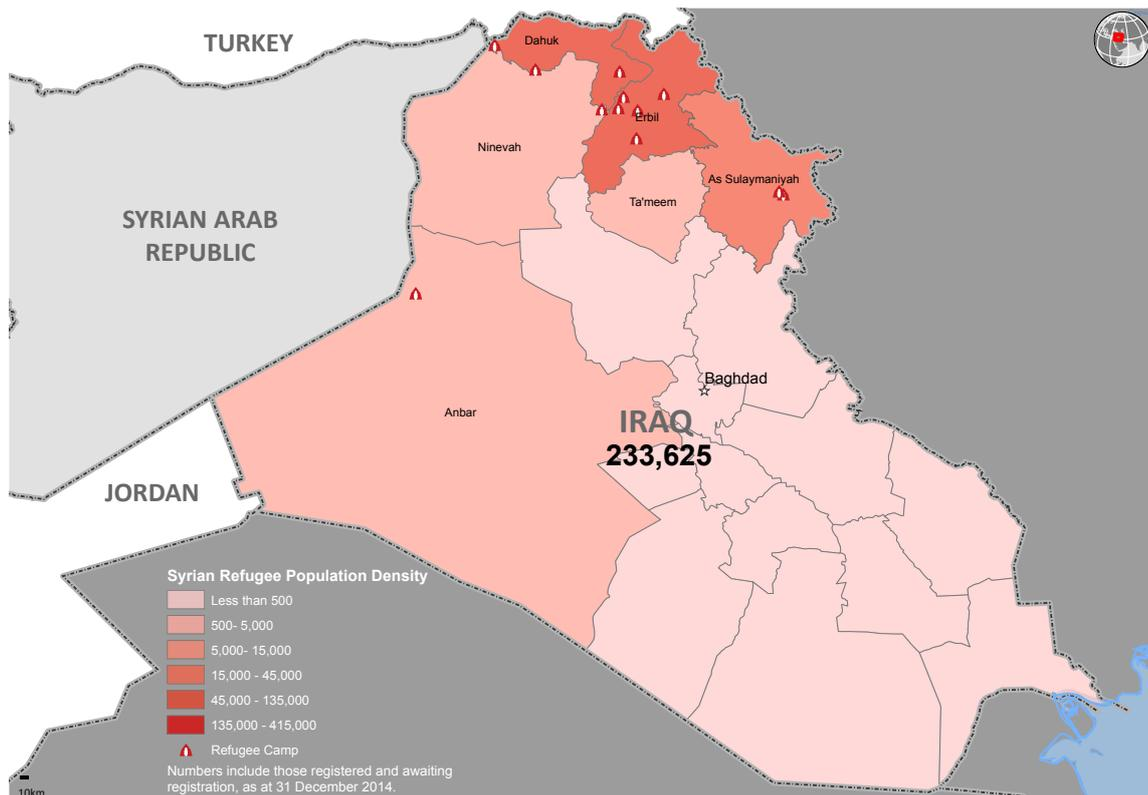 TURKEY
Dahuk
Erbil
Ninevah
As Sulaymaniyah
Ta'meem
SYRIAN ARAB
REPUBLIC
Baghdad
Anbar
IRAQ
233,625
JORDAN
Syrian Refugee Population Density
Less than 500
500- 5,000
5,000- 15,000
15,000 - 45,000
45,000 - 135,000
135,000 - 415,000
Refugee Camp
Numbers include those registered and awaiting
registration, as at 31 December 2014.
10km